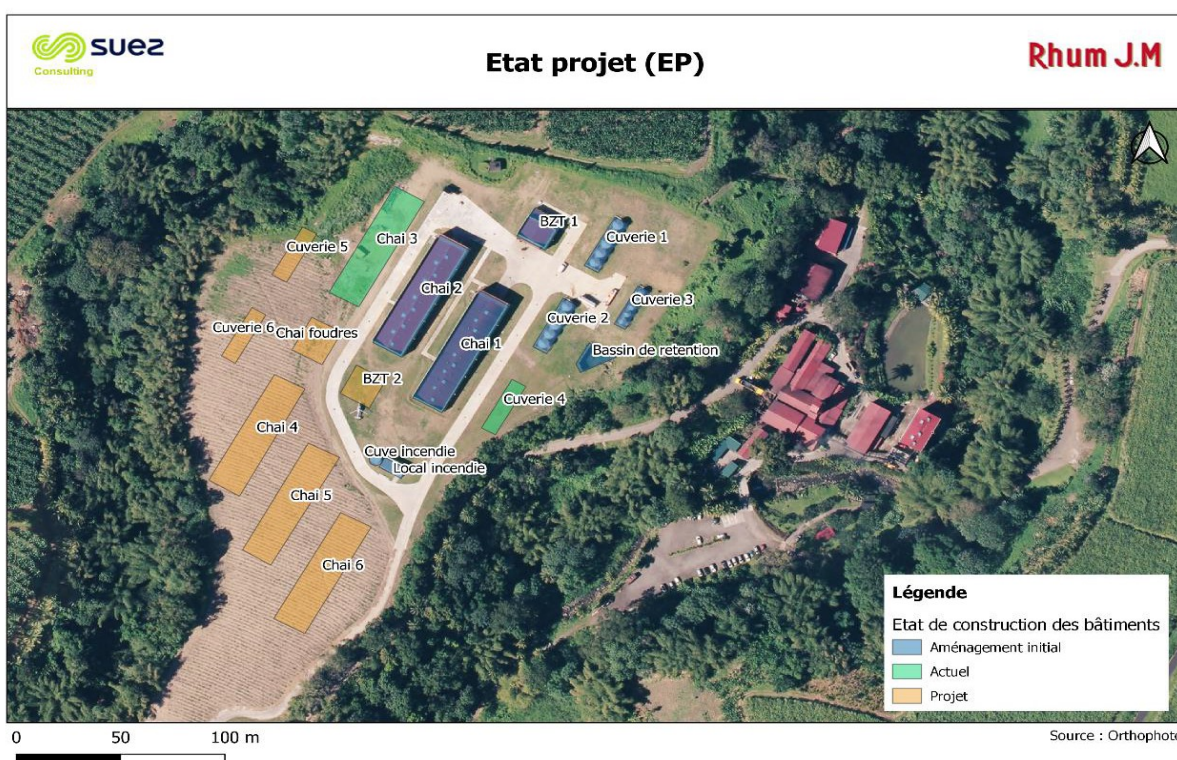 suez
Consulting
Etat projet (EP)
Rhum J.M
BZT 1
Cuverie 1
Chai 3
Cuverie 5
Chai 2
Cuverie 3
Cuverie 2
Cuverie 6
Chai foudres
Chai 1
Bassin de retention
BZT 2
Cuverie 4
Chai 4
Cuve incendie
Local incendie
Chai 5
Chai 6
Légende
Etat de construction des bâtiments
Aménagement initial
Actuel
Projet
0 50 100 m
Source : Orthophote